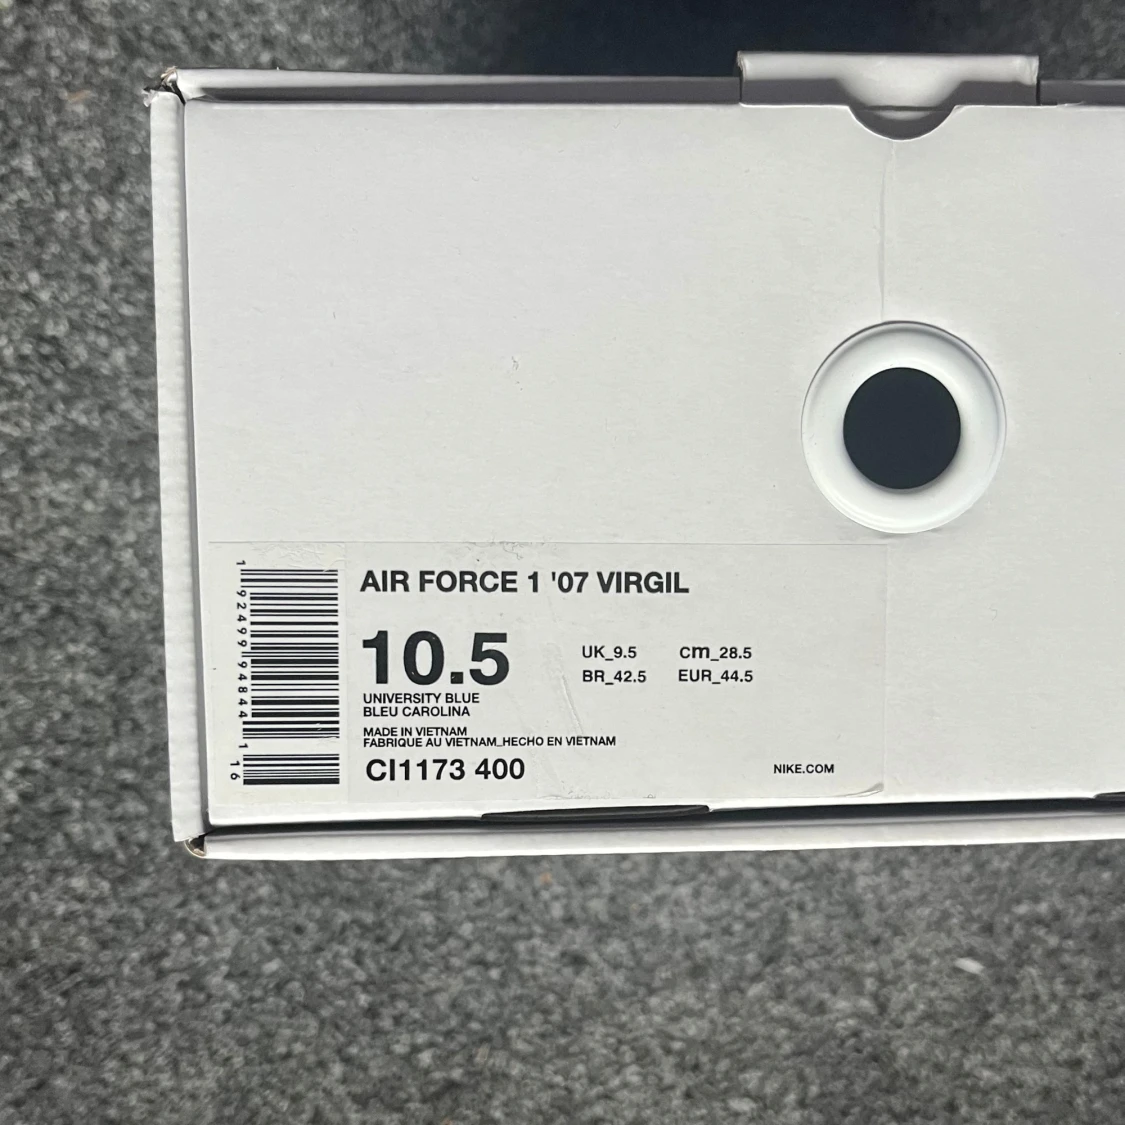 AIR FORCE 1 '07 VIRGIL
10.5
UK_9.5 cm_28.5
BR_42.5 EUR_44.5
UNIVERSITY BLUE
BLEU CAROLINA
MADE IN VIETNAM
FABRIQUE AU VIETNAM_HECHO EN VIETNAM
CI1173 400
NIKE.COM
1 92499 94844 1 16